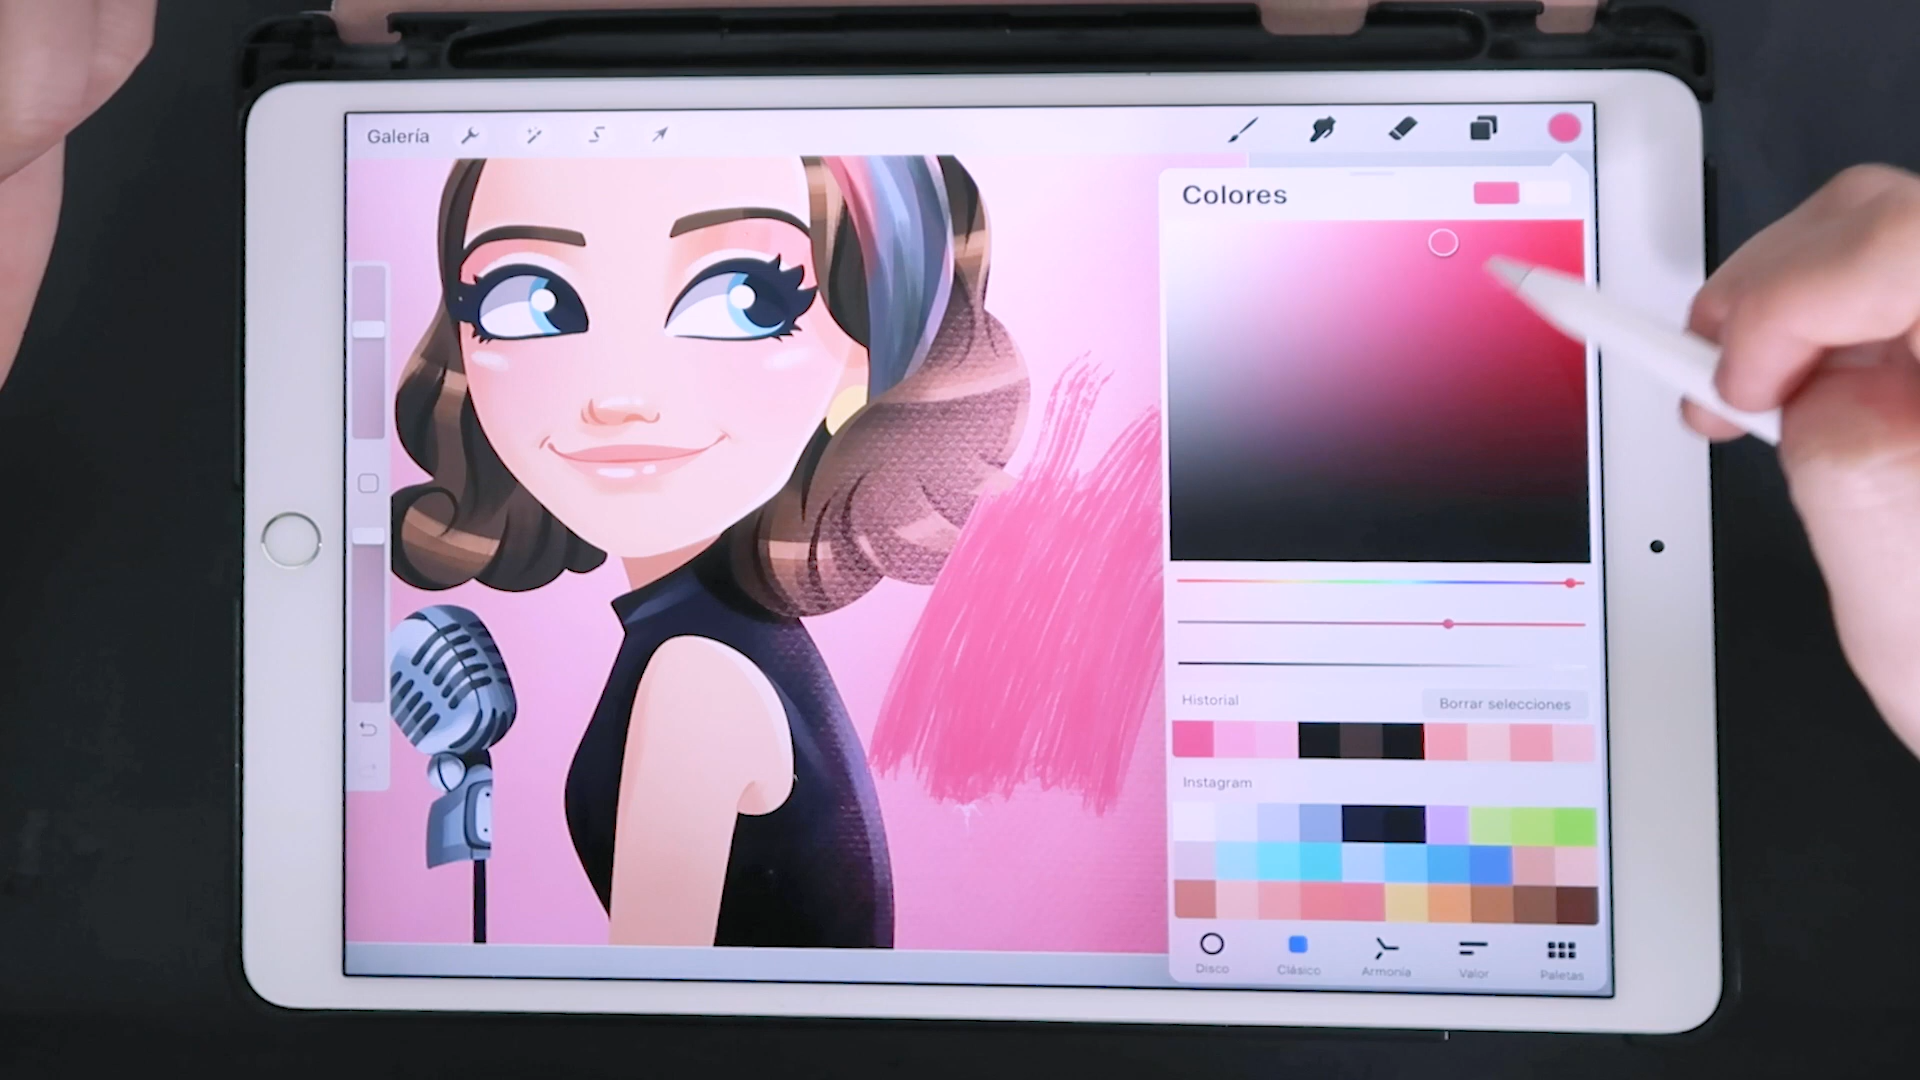 Galería
Colores
Historial
Borrar selecciones
Instagram
Disco
Clásico
Armonía
Valor
Paletas